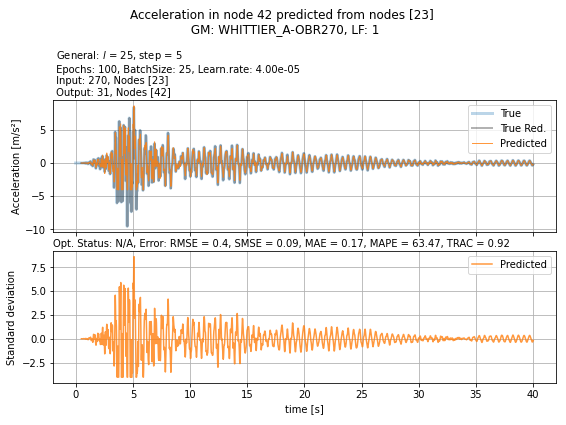 Acceleration in node 42 predicted from nodes [23]
GM: WHITTIER_A-OBR270, LF: 1
General: l = 25, step = 5
Epochs: 100, BatchSize: 25, Learn.rate: 4.00e-05
Input: 270, Nodes [23]
Output: 31, Nodes [42]
Acceleration [m/s²]
5
0
−5
−10
True
True Red.
Predicted
Opt. Status: N/A, Error: RMSE = 0.4, SMSE = 0.09, MAE = 0.17, MAPE = 63.47, TRAC = 0.92
Standard deviation
7.5
5.0
2.5
0.0
−2.5
Predicted
0 5 10 15 20 25 30 35 40
time [s]